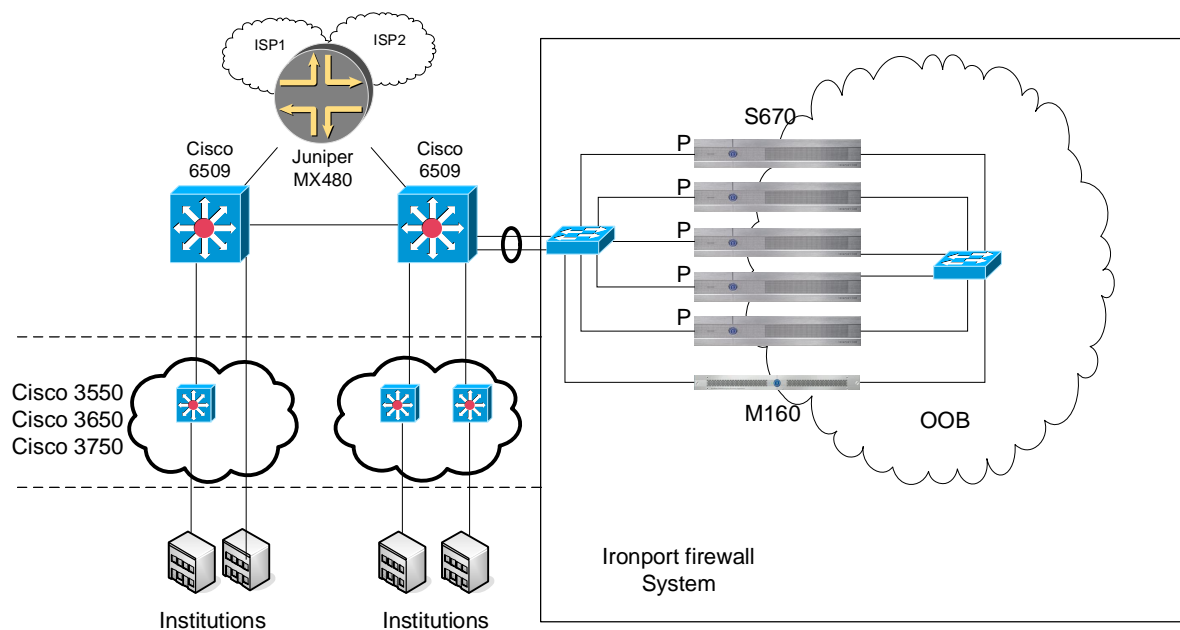 ISP1
ISP2
Cisco
6509
Juniper
MX480
Cisco
6509
S670
P
P
P
P
P
M160
OOB
Cisco 3550
Cisco 3650
Cisco 3750
Ironport firewall
System
Institutions
Institutions